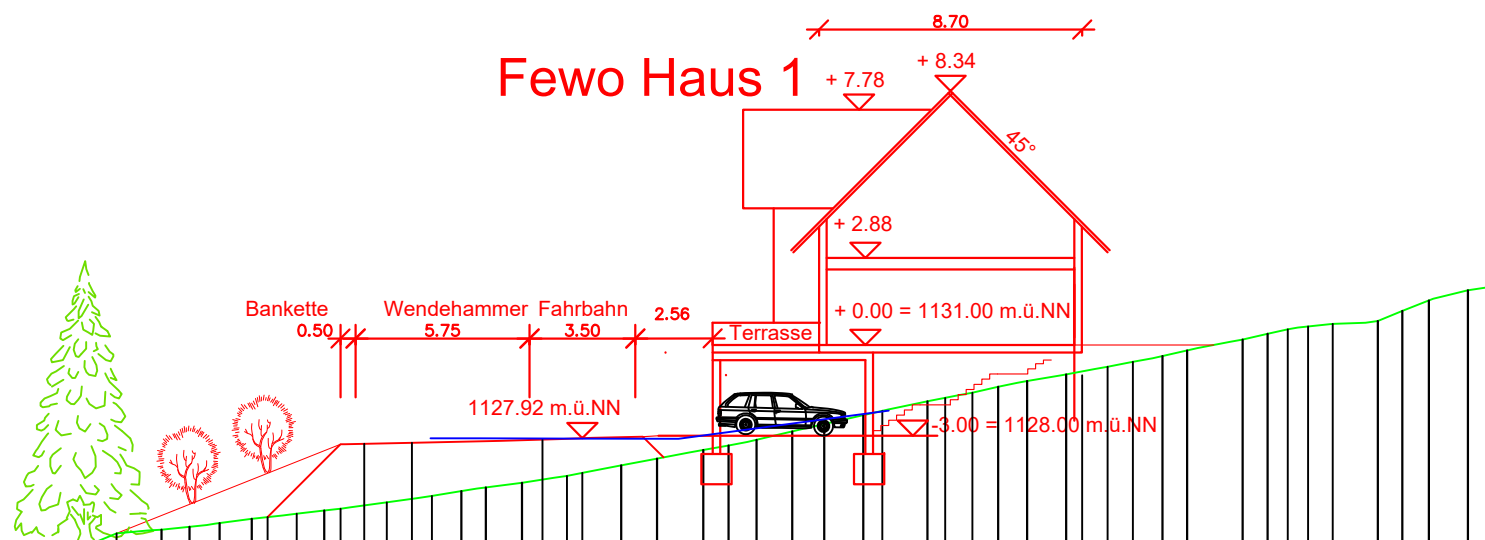 8.70
Fewo Haus 1
+ 8.34
+ 7.78
45°
+ 2.88
Bankette
Wendehammer
Fahrbahn
2.56
+ 0.00 = 1131.00 m.ü.NN
0.50
5.75
3.50
Terrasse
1127.92 m.ü.NN
-3.00 = 1128.00 m.ü.NN